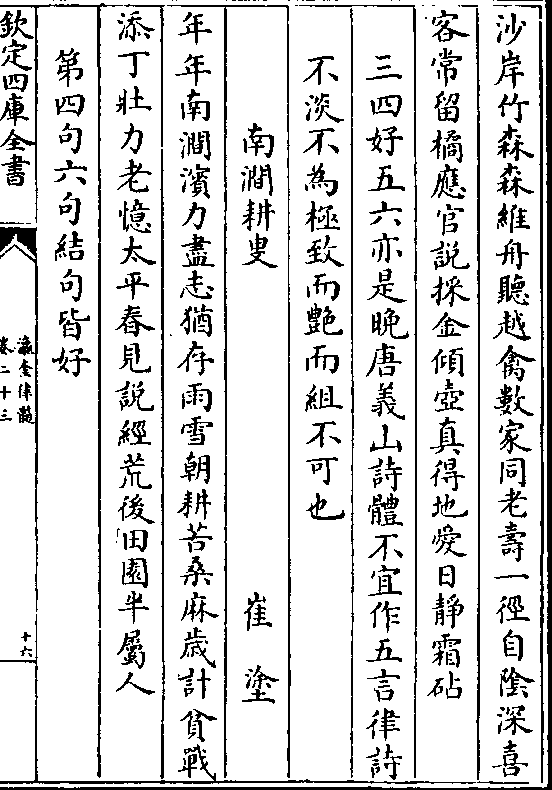 沙岸竹森森維舟聽越禽數家同老壽一徑自陰深喜
客常留橘應官説採金傾壺真得地愛日靜霜砧
三四好五六亦是晚唐義山詩體不宜作五言律詩
不淡不為極致而艶而組不可也
南澗耕叟　崔塗
年年南澗濱力盡志猶存雨雪朝耕苦桑麻歳計貧戰
添丁壯力老憶太平春見説經荒後田園半屬人
第四句六句結句皆好
欽定四庫全書
瀛奎律髓
卷二十三
十六